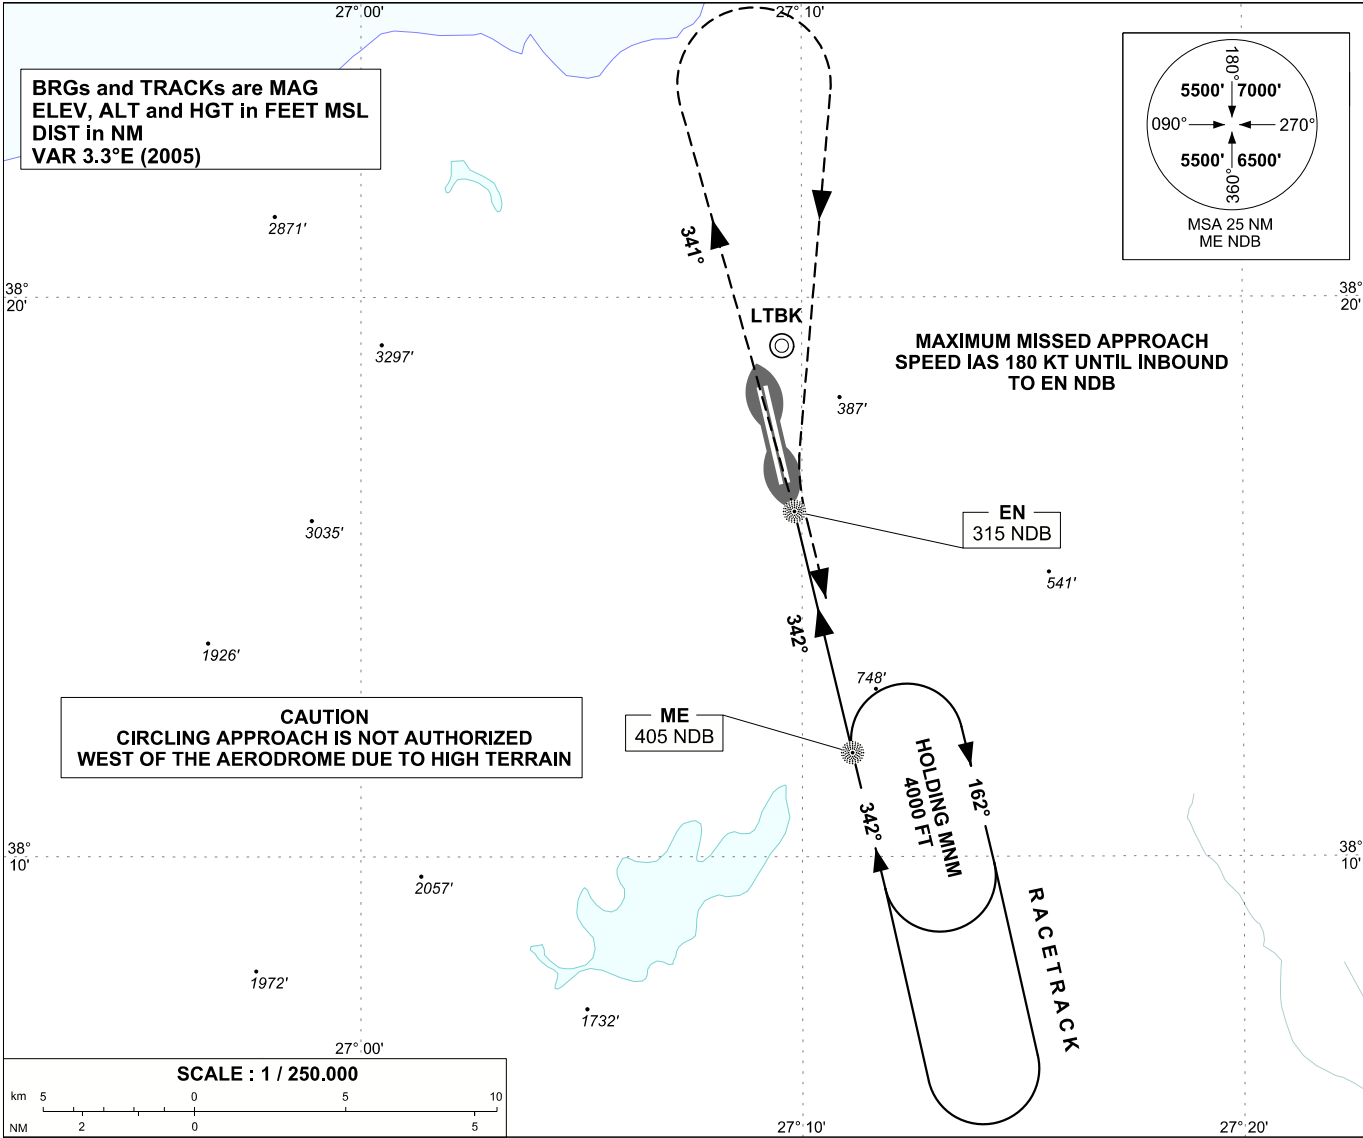 27° 00'
27° 10'
BRGs and TRACKs are MAG
ELEV, ALT and HGT in FEET MSL
DIST in NM
VAR 3.3°E (2005)
180°
5500' 7000'
090° 270°
5500' 6500'
360°
MSA 25 NM
ME NDB
2871'
341°
38°
20'
38°
20'
LTBK
MAXIMUM MISSED APPROACH
SPEED IAS 180 KT UNTIL INBOUND
TO EN NDB
3297'
387'
EN
315 NDB
3035'
541'
342°
1926'
748'
CAUTION
CIRCLING APPROACH IS NOT AUTHORIZED
WEST OF THE AERODROME DUE TO HIGH TERRAIN
ME
405 NDB
HOLDING MNM
4000 FT
162°
342°
38°
10'
38°
10'
2057'
RACETRACK
1972'
1732'
27° 00'
SCALE : 1 / 250.000
km 5 0 5 10
NM 2 0 5
27° 10'
27° 20'